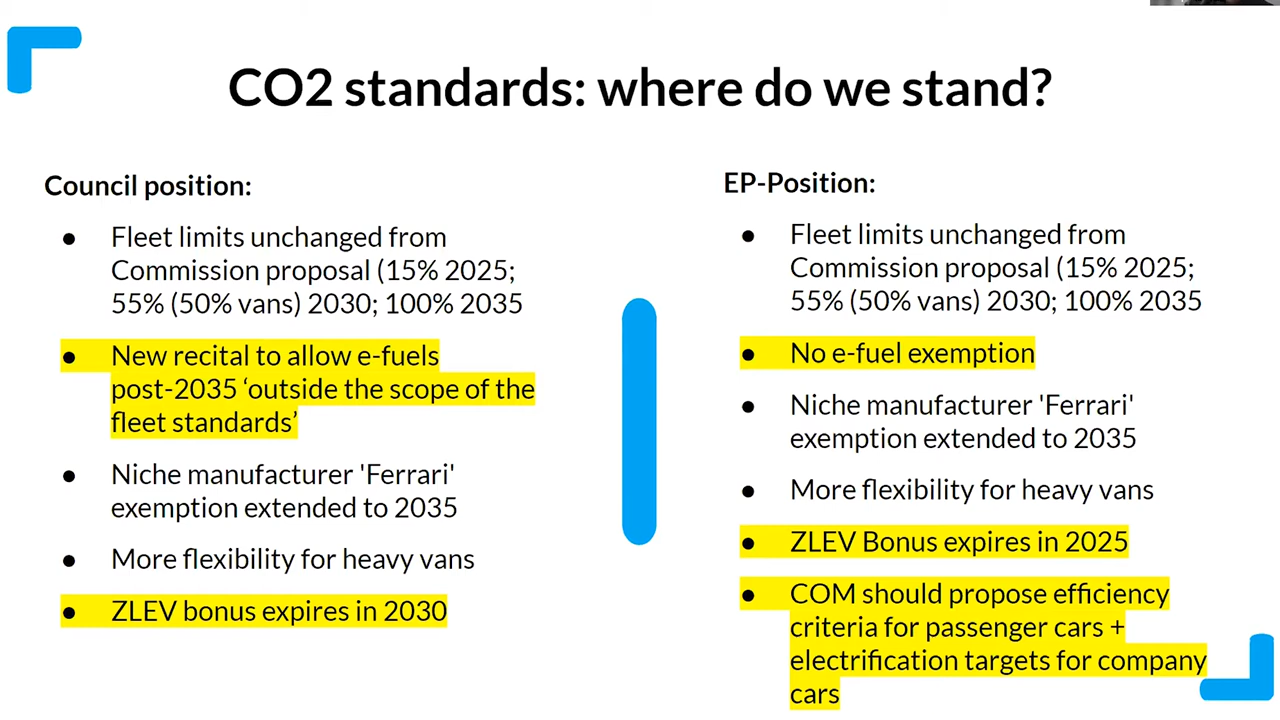 CO2 standards: where do we stand?
Council position:
● Fleet limits unchanged from
Commission proposal (15% 2025;
55% (50% vans) 2030; 100% 2035
● New recital to allow e-fuels
post-2035 ‘outside the scope of the
fleet standards’
● Niche manufacturer 'Ferrari'
exemption extended to 2035
● More flexibility for heavy vans
● ZLEV bonus expires in 2030
EP-Position:
● Fleet limits unchanged from
Commission proposal (15% 2025;
55% (50% vans) 2030; 100% 2035
● No e-fuel exemption
● Niche manufacturer 'Ferrari'
exemption extended to 2035
● More flexibility for heavy vans
● ZLEV Bonus expires in 2025
● COM should propose efficiency
criteria for passenger cars +
electrification targets for company
cars